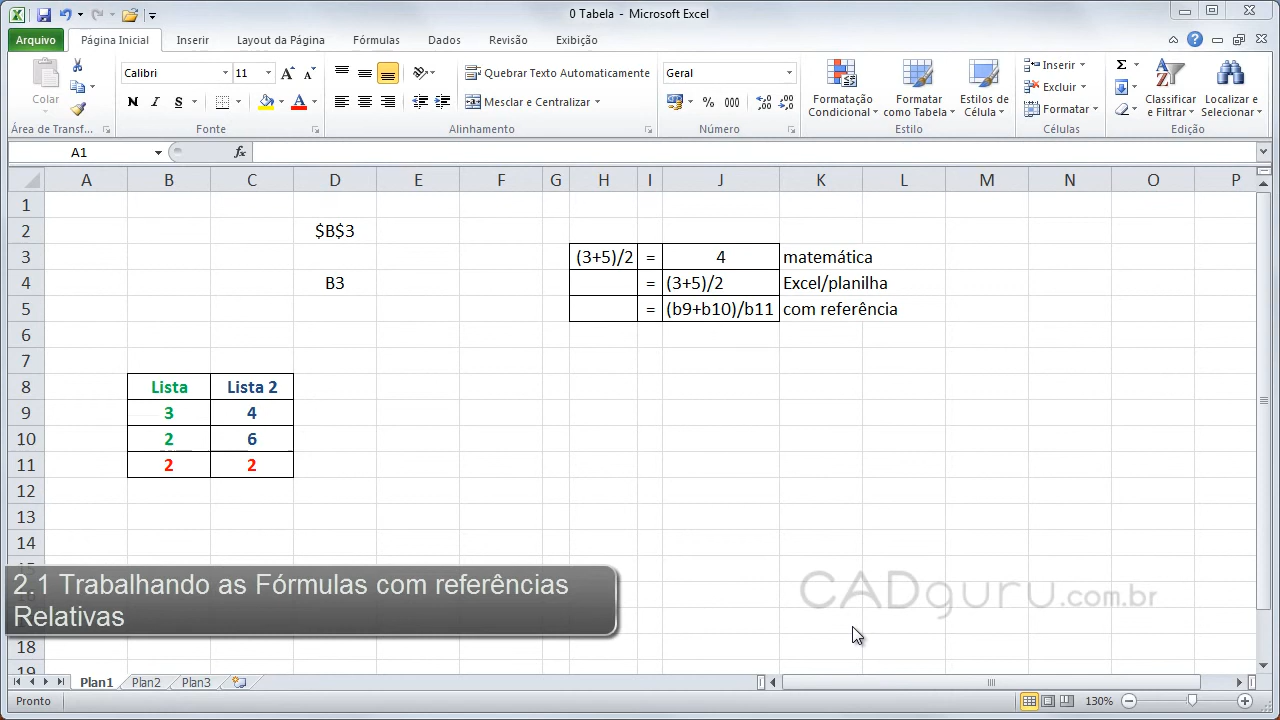 0 Tabela - Microsoft Excel
Arquivo Página Inicial Inserir Layout da Página Fórmulas Dados Revisão Exibição
Colar
Calibri 11
N I S
Quebrar Texto Automaticamente
Mesclar e Centralizar
Geral
% 000
Formatação Condicional
Formatar como Tabela
Estilos de Célula
Inserir
Excluir
Formatar
Classificar e Filtrar
Localizar e Selecionar
Área de Transf... Fonte Alinhamento Número Estilo Células Edição
A1 fx
A B C D E F G H I J K L M N O P
1
2 $B$3
3 (3+5)/2 = 4 matemática
4 B3 = (3+5)/2 Excel/planilha
5 = (b9+b10)/b11 com referência
6
7
8 Lista Lista 2
9 3 4
10 2 6
11 2 2
12
13
14
2.1 Trabalhando as Fórmulas com referências
Relativas
CADguru.com.br
18
19
Plan1 Plan2 Plan3
Pronto 130%